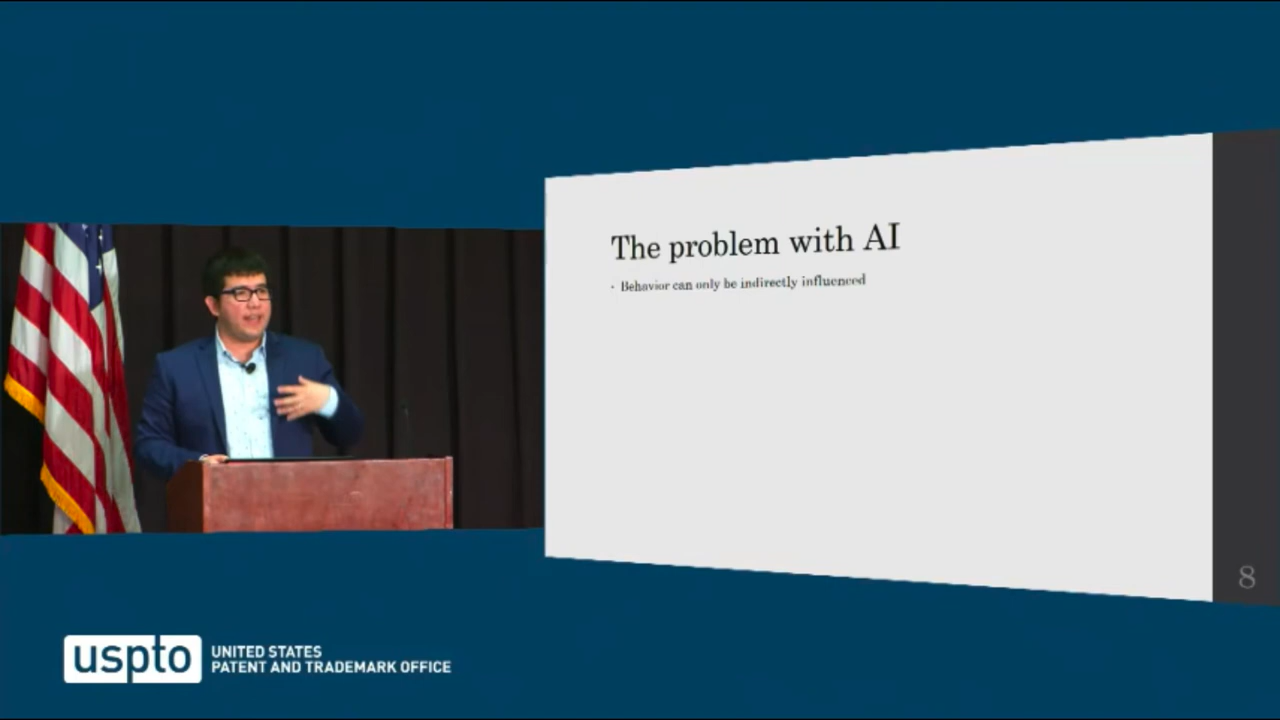 The problem with AI
• Behavior can only be indirectly influenced
8
uspto
UNITED STATES
PATENT AND TRADEMARK OFFICE